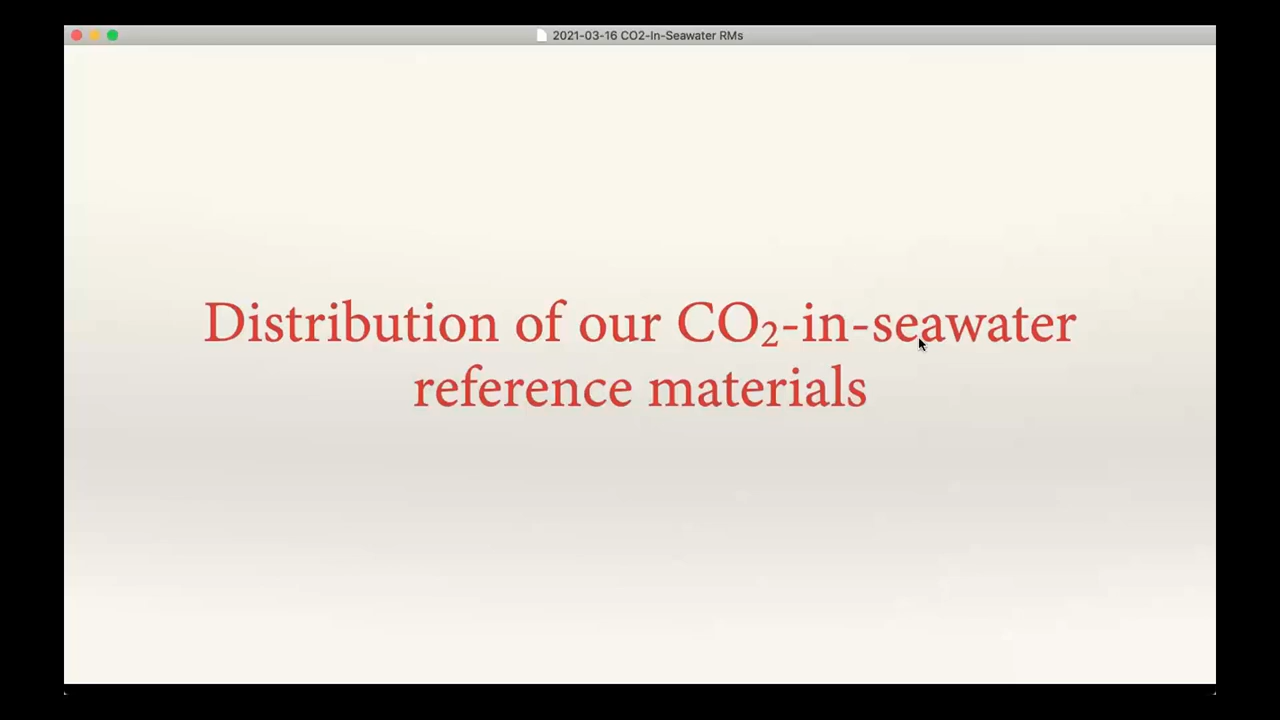 2021-03-16 CO2-In-Seawater RMs
Distribution of our CO₂-in-seawater
reference materials